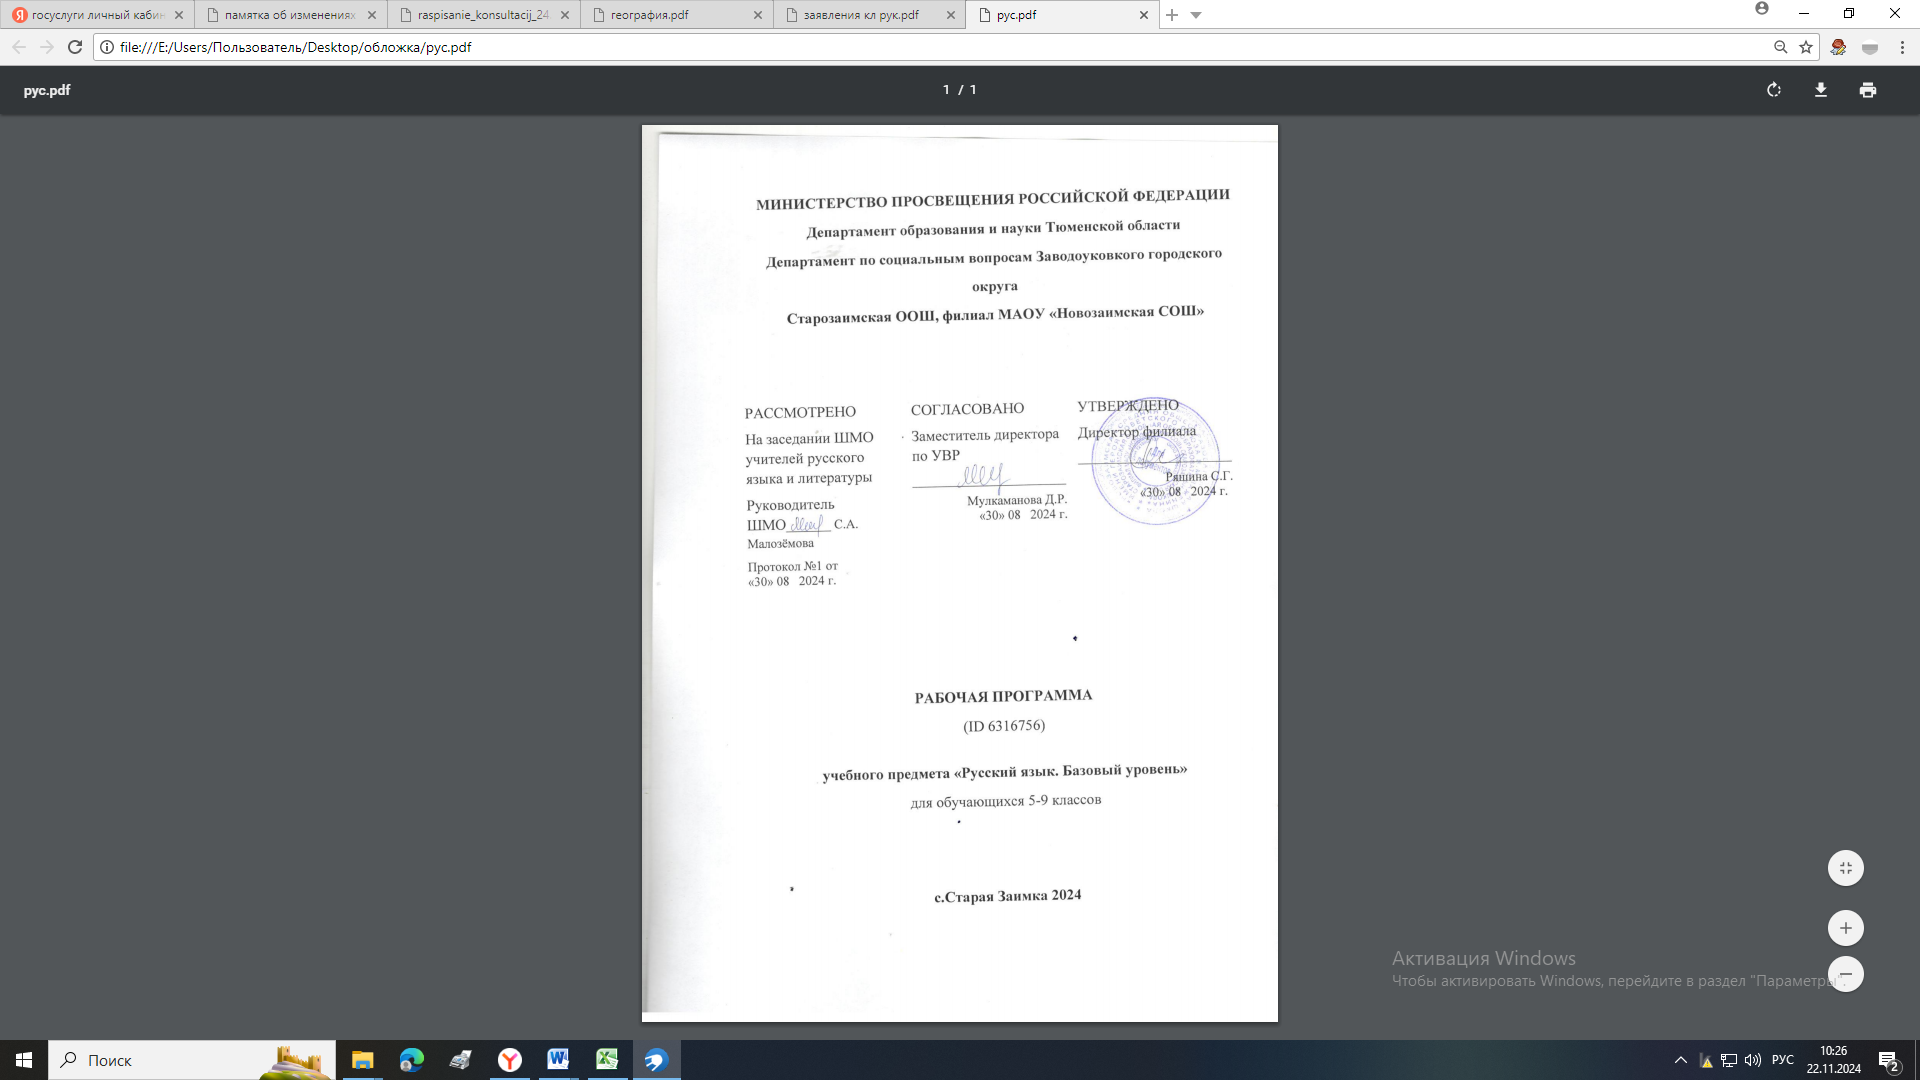 госуслуги личный кабин
памятка об изменениях
raspisanie_konsultacij_24
география.pdf
заявления кл рук.pdf
рус.pdf
file:///E:/Users/Пользователь/Desktop/обложка/рус.pdf
рус.pdf
1 / 1
МИНИСТЕРСТВО ПРОСВЕЩЕНИЯ РОССИЙСКОЙ ФЕДЕРАЦИИ
Департамент образования и науки Тюменской области
Департамент по социальным вопросам Заводоуковкого городского
округа
Старозаимская ООШ, филиал МАОУ «Новозаимская СОШ»
РАССМОТРЕНО
На заседании ШМО
учителей русского
языка и литературы
Руководитель
ШМО С.А.
Малозёмова
Протокол №1 от
«30» 08 2024 г.
СОГЛАСОВАНО
Заместитель директора
по УВР
Мулкаманова Д.Р.
«30» 08 2024 г.
УТВЕРЖДЕНО
Директор филиала
Ряшина С.Г.
«30» 08 2024 г.
РАБОЧАЯ ПРОГРАММА
(ID 6316756)
учебного предмета «Русский язык. Базовый уровень»
для обучающихся 5-9 классов
с.Старая Заимка 2024
Активация Windows
Чтобы активировать Windows, перейдите в раздел "Параметры".
Поиск
РУС
10:26
22.11.2024
2